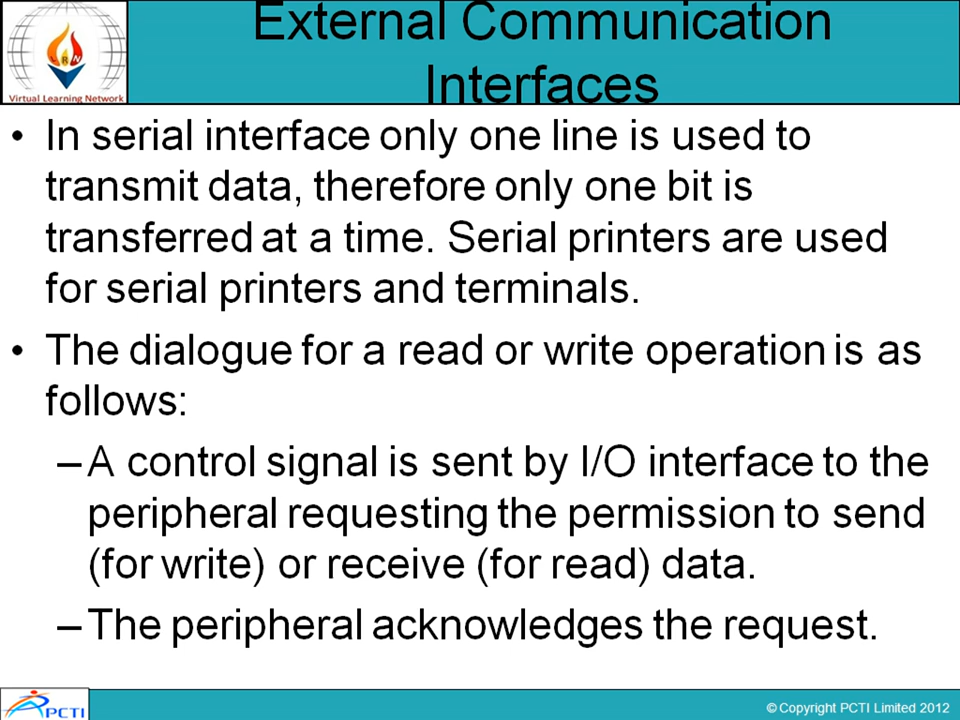 External Communication
Interfaces
RN
Virtual Learning Network
• In serial interface only one line is used to
transmit data, therefore only one bit is
transferred at a time. Serial printers are used
for serial printers and terminals.
• The dialogue for a read or write operation is as
follows:
– A control signal is sent by I/O interface to the
peripheral requesting the permission to send
(for write) or receive (for read) data.
– The peripheral acknowledges the request.
PCTI
© Copyright PCTI Limited 2012